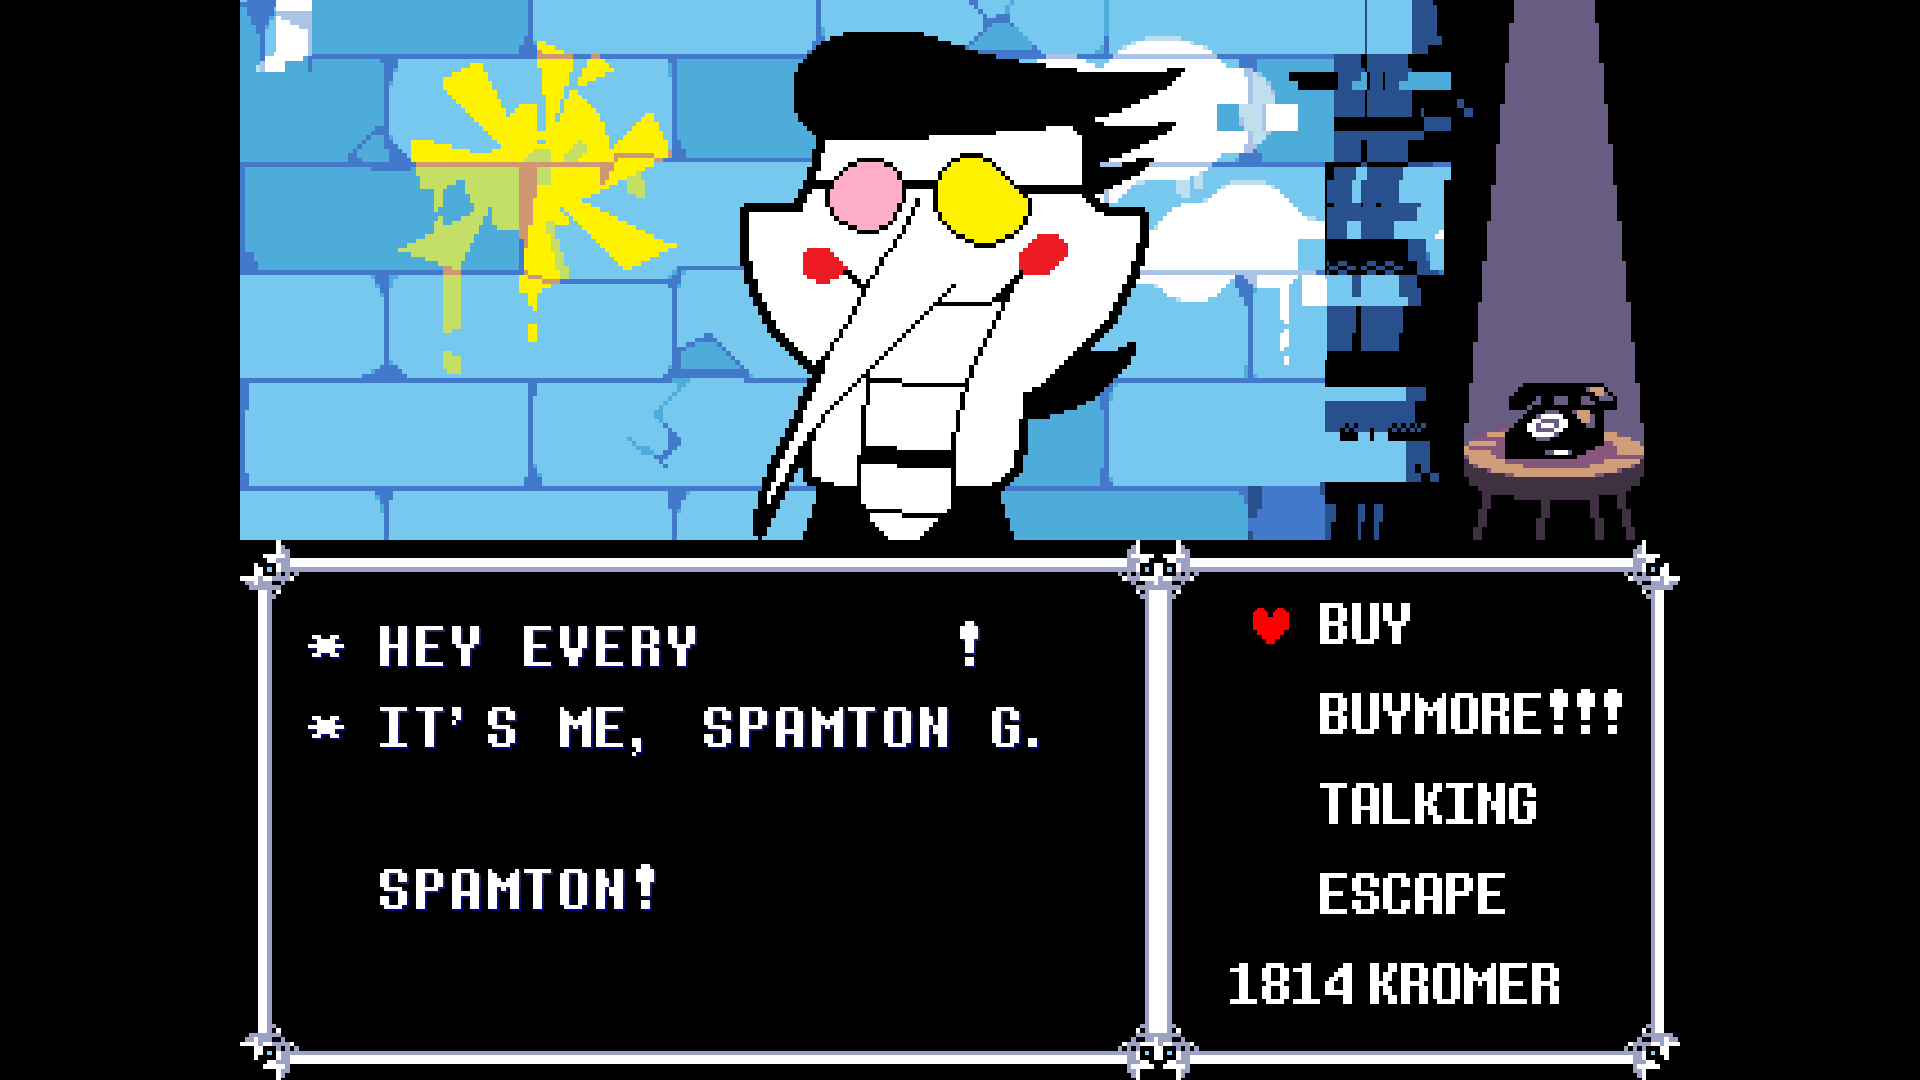 * HEY EVERY !
* IT'S ME, SPAMTON G.
SPAMTON!
BUY
BUYMORE!!!
TALKING
ESCAPE
1814 KROMER